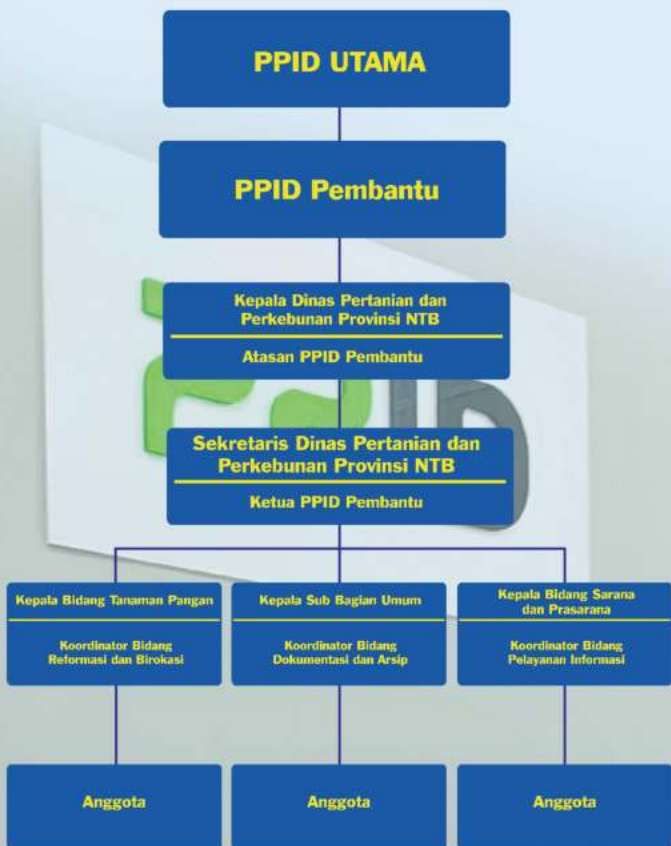 PPID UTAMA
PPID Pembantu
Kepala Dinas Pertanian dan
Perkebunan Provinsi NTB
Atasan PPID Pembantu
Sekretaris Dinas Pertanian dan
Perkebunan Provinsi NTB
Ketua PPID Pembantu
Kepala Bidang Tanaman Pangan
Koordinator Bidang
Reformasi dan Birokasi
Kepala Sub Bagian Umum
Koordinator Bidang
Dokumentasi dan Arsip
Kepala Bidang Sarana
dan Prasarana
Koordinator Bidang
Pelayanan Informasi
Anggota
Anggota
Anggota